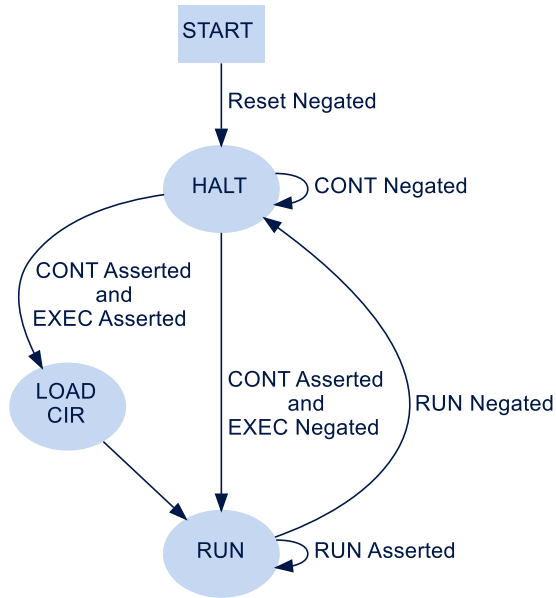 START
Reset Negated
HALT
CONT Negated
CONT Asserted
and
EXEC Asserted
CONT Asserted
and
EXEC Negated
LOAD
CIR
RUN Negated
RUN
RUN Asserted